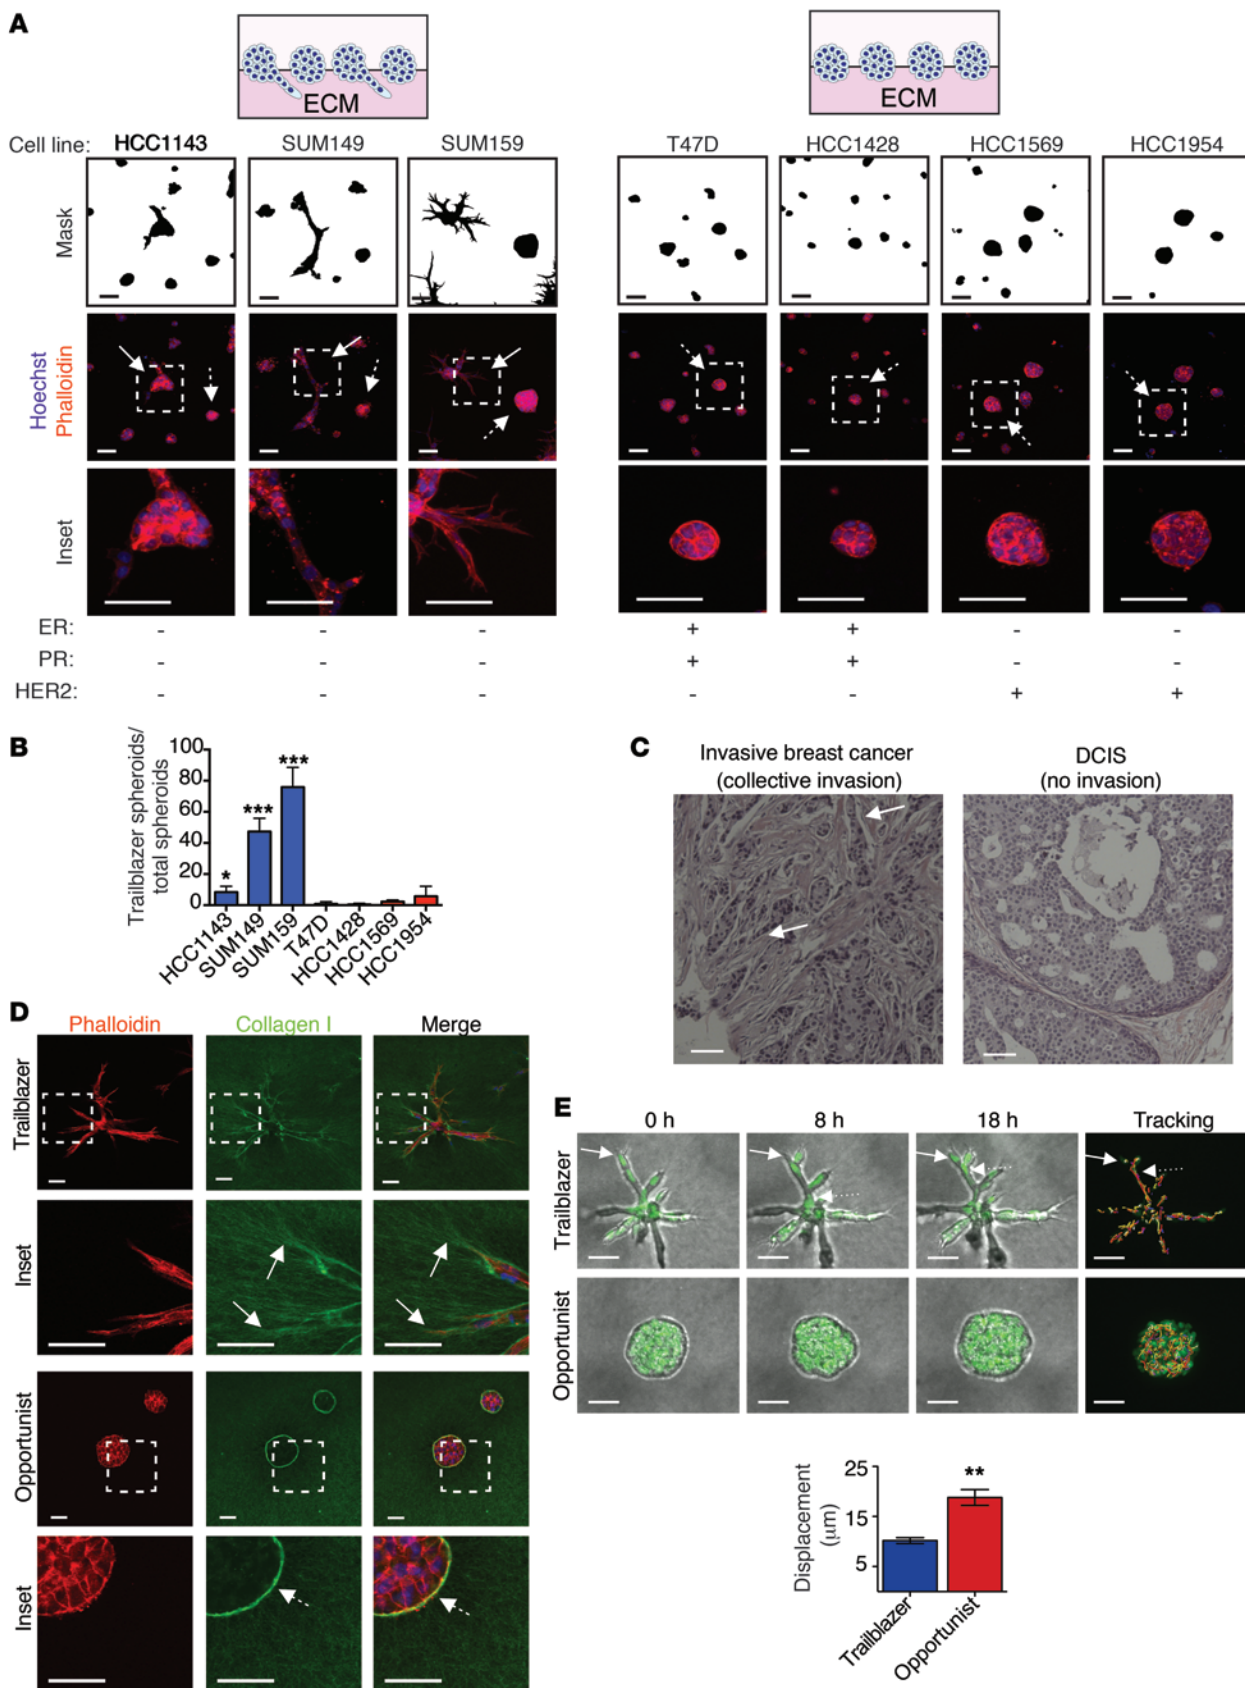 A
ECM
ECM
Cell line: HCC1143 SUM149 SUM159 T47D HCC1428 HCC1569 HCC1954
Mask
Hoechst
Phalloidin
Inset
ER: - - - + + - -
PR: - - - + + - -
HER2: - - - - - + +
B
Trailblazer spheroids/
total spheroids
100
80
60
40
20
0
*
***
***
HCC1143
SUM149
SUM159
T47D
HCC1428
HCC1569
HCC1954
C
Invasive breast cancer
(collective invasion)
DCIS
(no invasion)
D
Phalloidin Collagen I Merge
Trailblazer
Inset
Opportunist
Inset
E
0 h 8 h 18 h Tracking
Trailblazer
Opportunist
Displacement
(μm)
25
15
5
**
Trailblazer
Opportunist